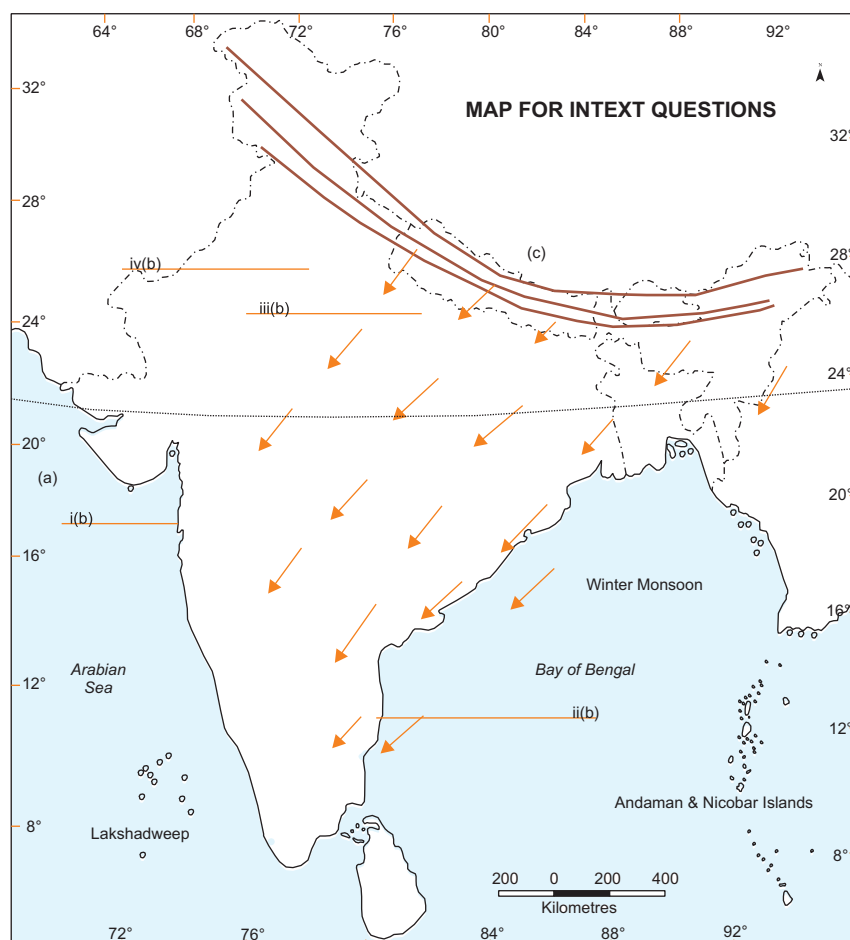 64° 68° 72° 76° 80° 84° 88° 92°
N
32°
MAP FOR INTEXT QUESTIONS
32°
28°
(c)
28°
iv(b)
iii(b)
24°
24°
20°
(a)
20°
i(b)
16°
Winter Monsoon
16°
Arabian
Sea
Bay of Bengal
12°
ii(b)
12°
Andaman & Nicobar Islands
8°
Lakshadweep
8°
200 0 200 400
Kilometres
72° 76° 84° 88° 92°